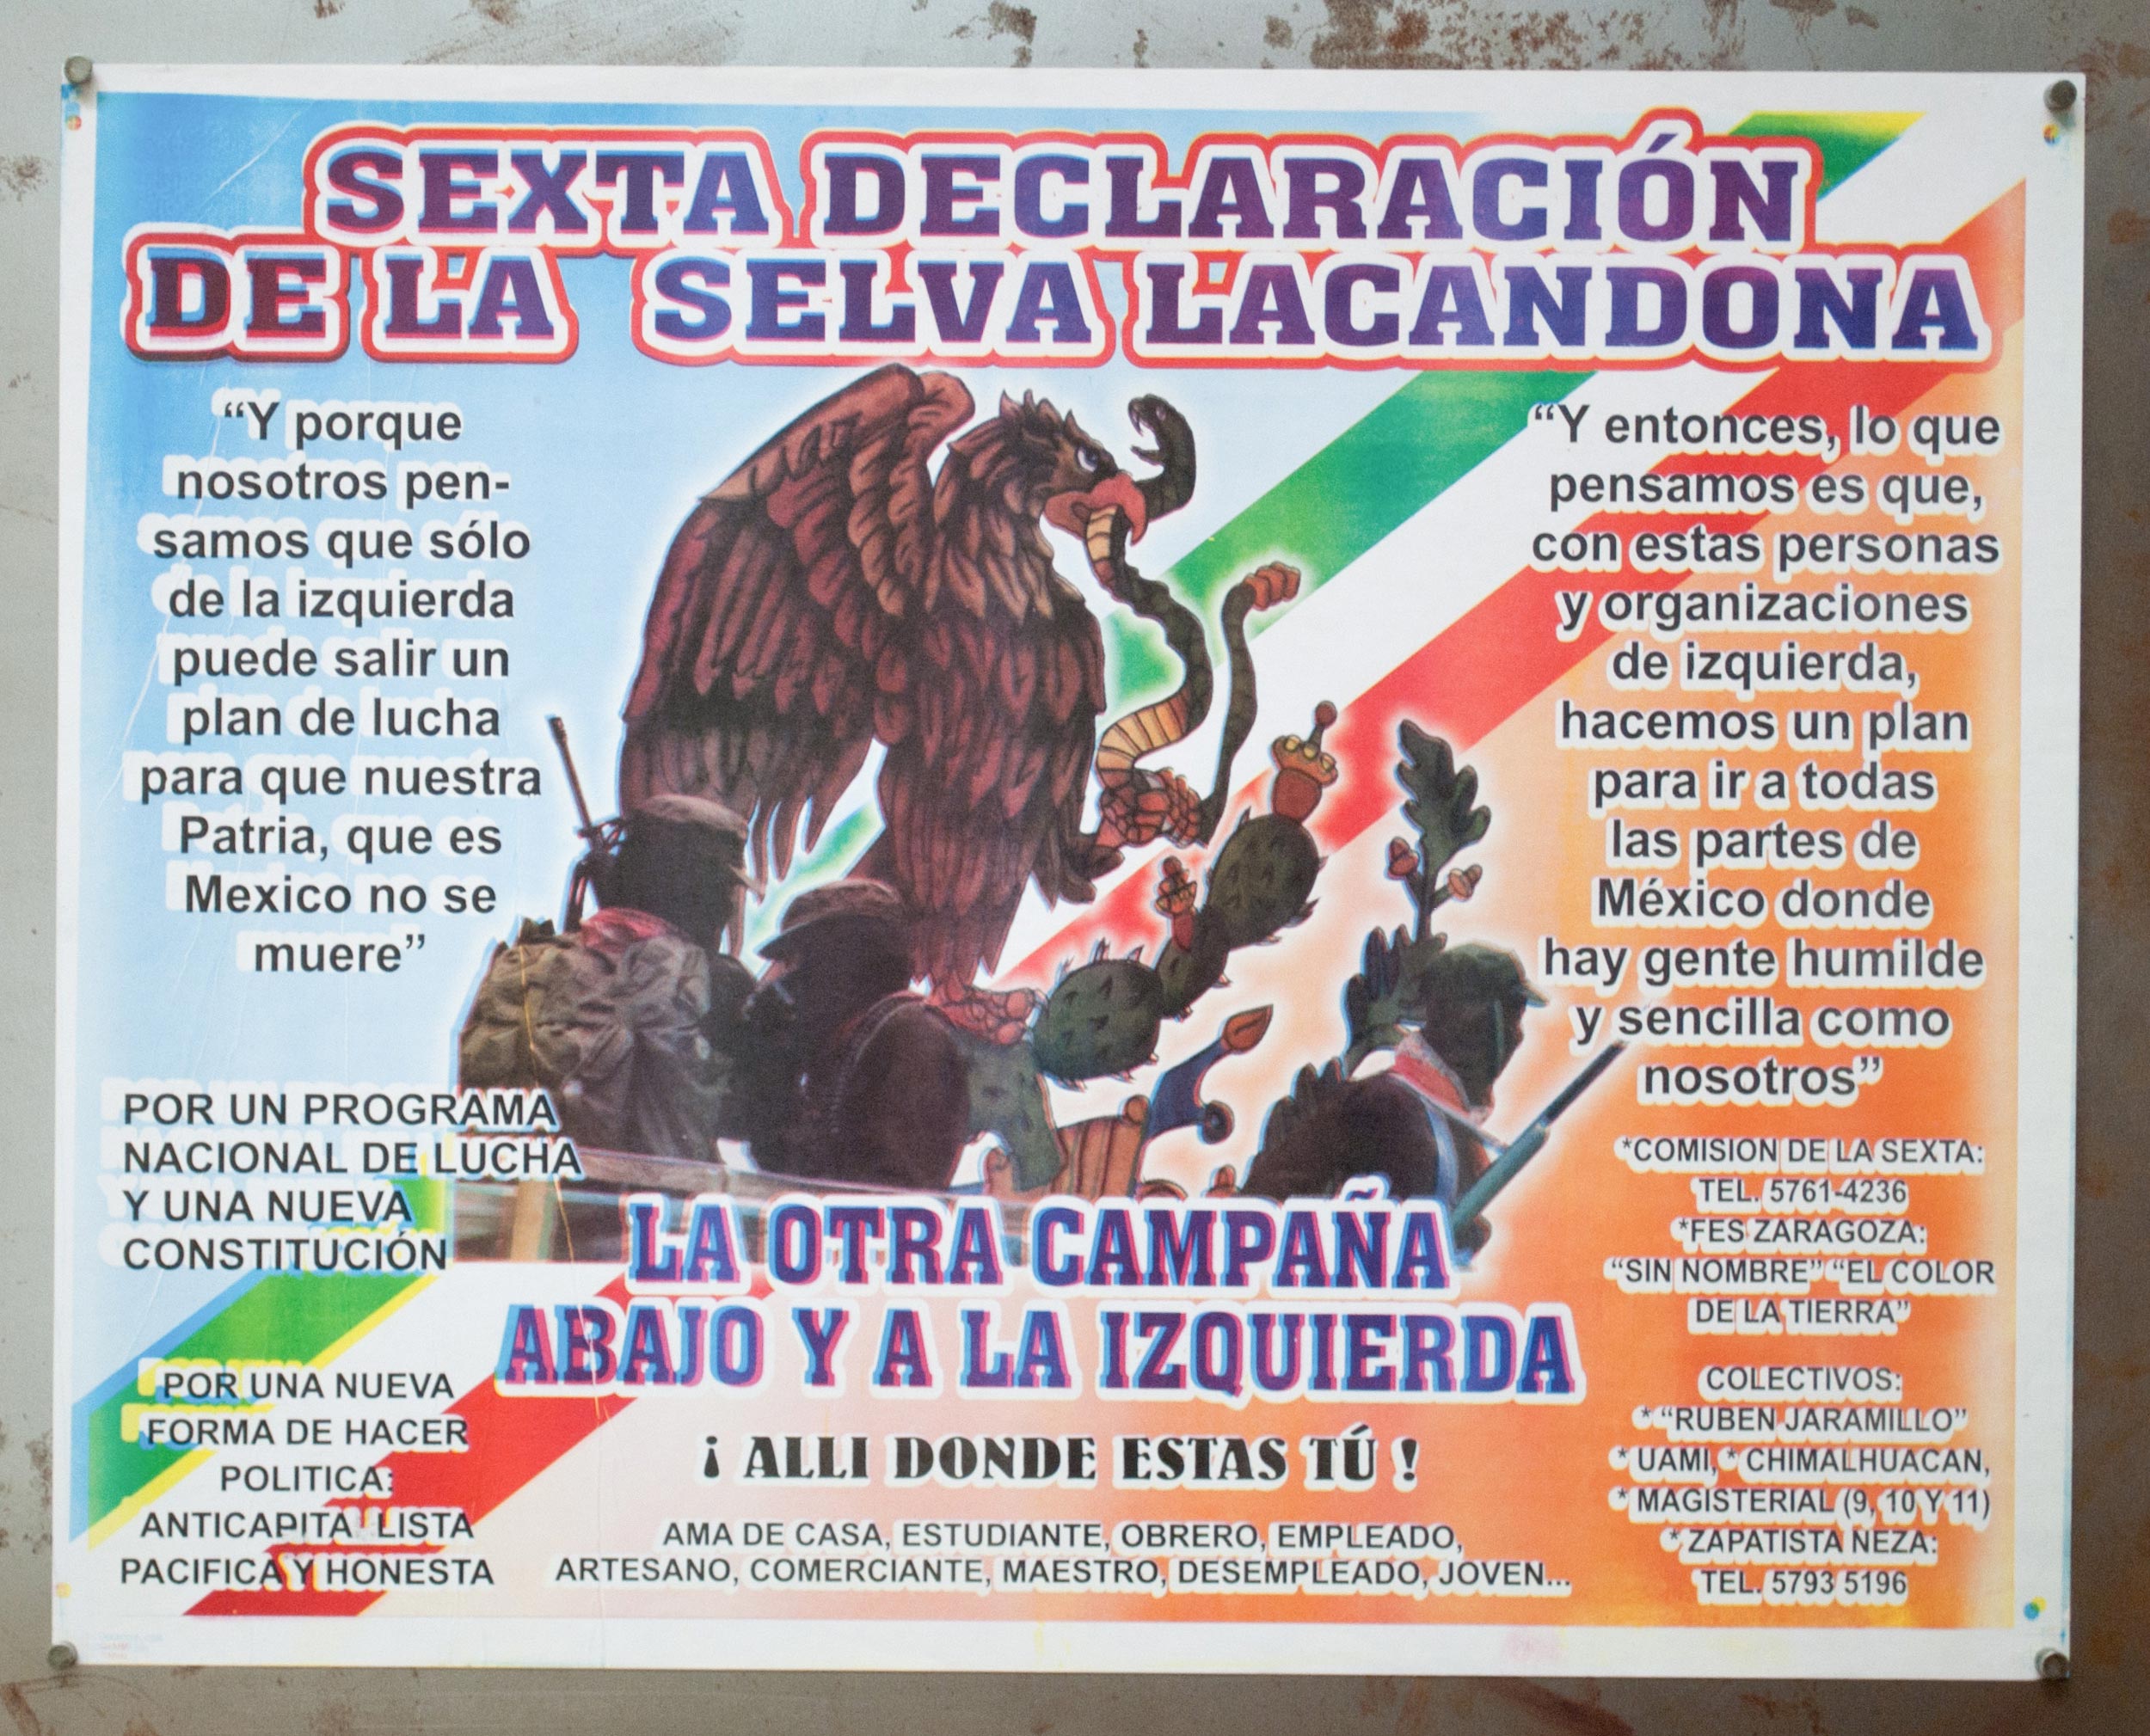 SEXTA DECLARACIÓN
DE LA SELVA LACANDONA
“Y porque
nosotros pen-
samos que sólo
de la izquierda
puede salir un
plan de lucha
para que nuestra
Patria, que es
Mexico no se
muere”
POR UN PROGRAMA
NACIONAL DE LUCHA
Y UNA NUEVA
CONSTITUCIÓN
POR UNA NUEVA
FORMA DE HACER
POLITICA:
ANTICAPITALLISTA
PACIFICA Y HONESTA
LA OTRA CAMPAÑA
ABAJO Y A LA IZQUIERDA
¡ ALLI DONDE ESTAS TÚ !
AMA DE CASA, ESTUDIANTE, OBRERO, EMPLEADO,
ARTESANO, COMERCIANTE, MAESTRO, DESEMPLEADO, JOVEN...
“Y entonces, lo que
pensamos es que,
con estas personas
y organizaciones
de izquierda,
hacemos un plan
para ir a todas
las partes de
México donde
hay gente humilde
y sencilla como
nosotros”
*COMISION DE LA SEXTA:
TEL. 5761-4236
*FES ZARAGOZA:
“SIN NOMBRE” “EL COLOR
DE LA TIERRA”
COLECTIVOS:
* “RUBEN JARAMILLO”
* UAMI, * CHIMALHUACAN,
* MAGISTERIAL (9, 10 Y 11)
* ZAPATISTA NEZA:
TEL. 5793 5196